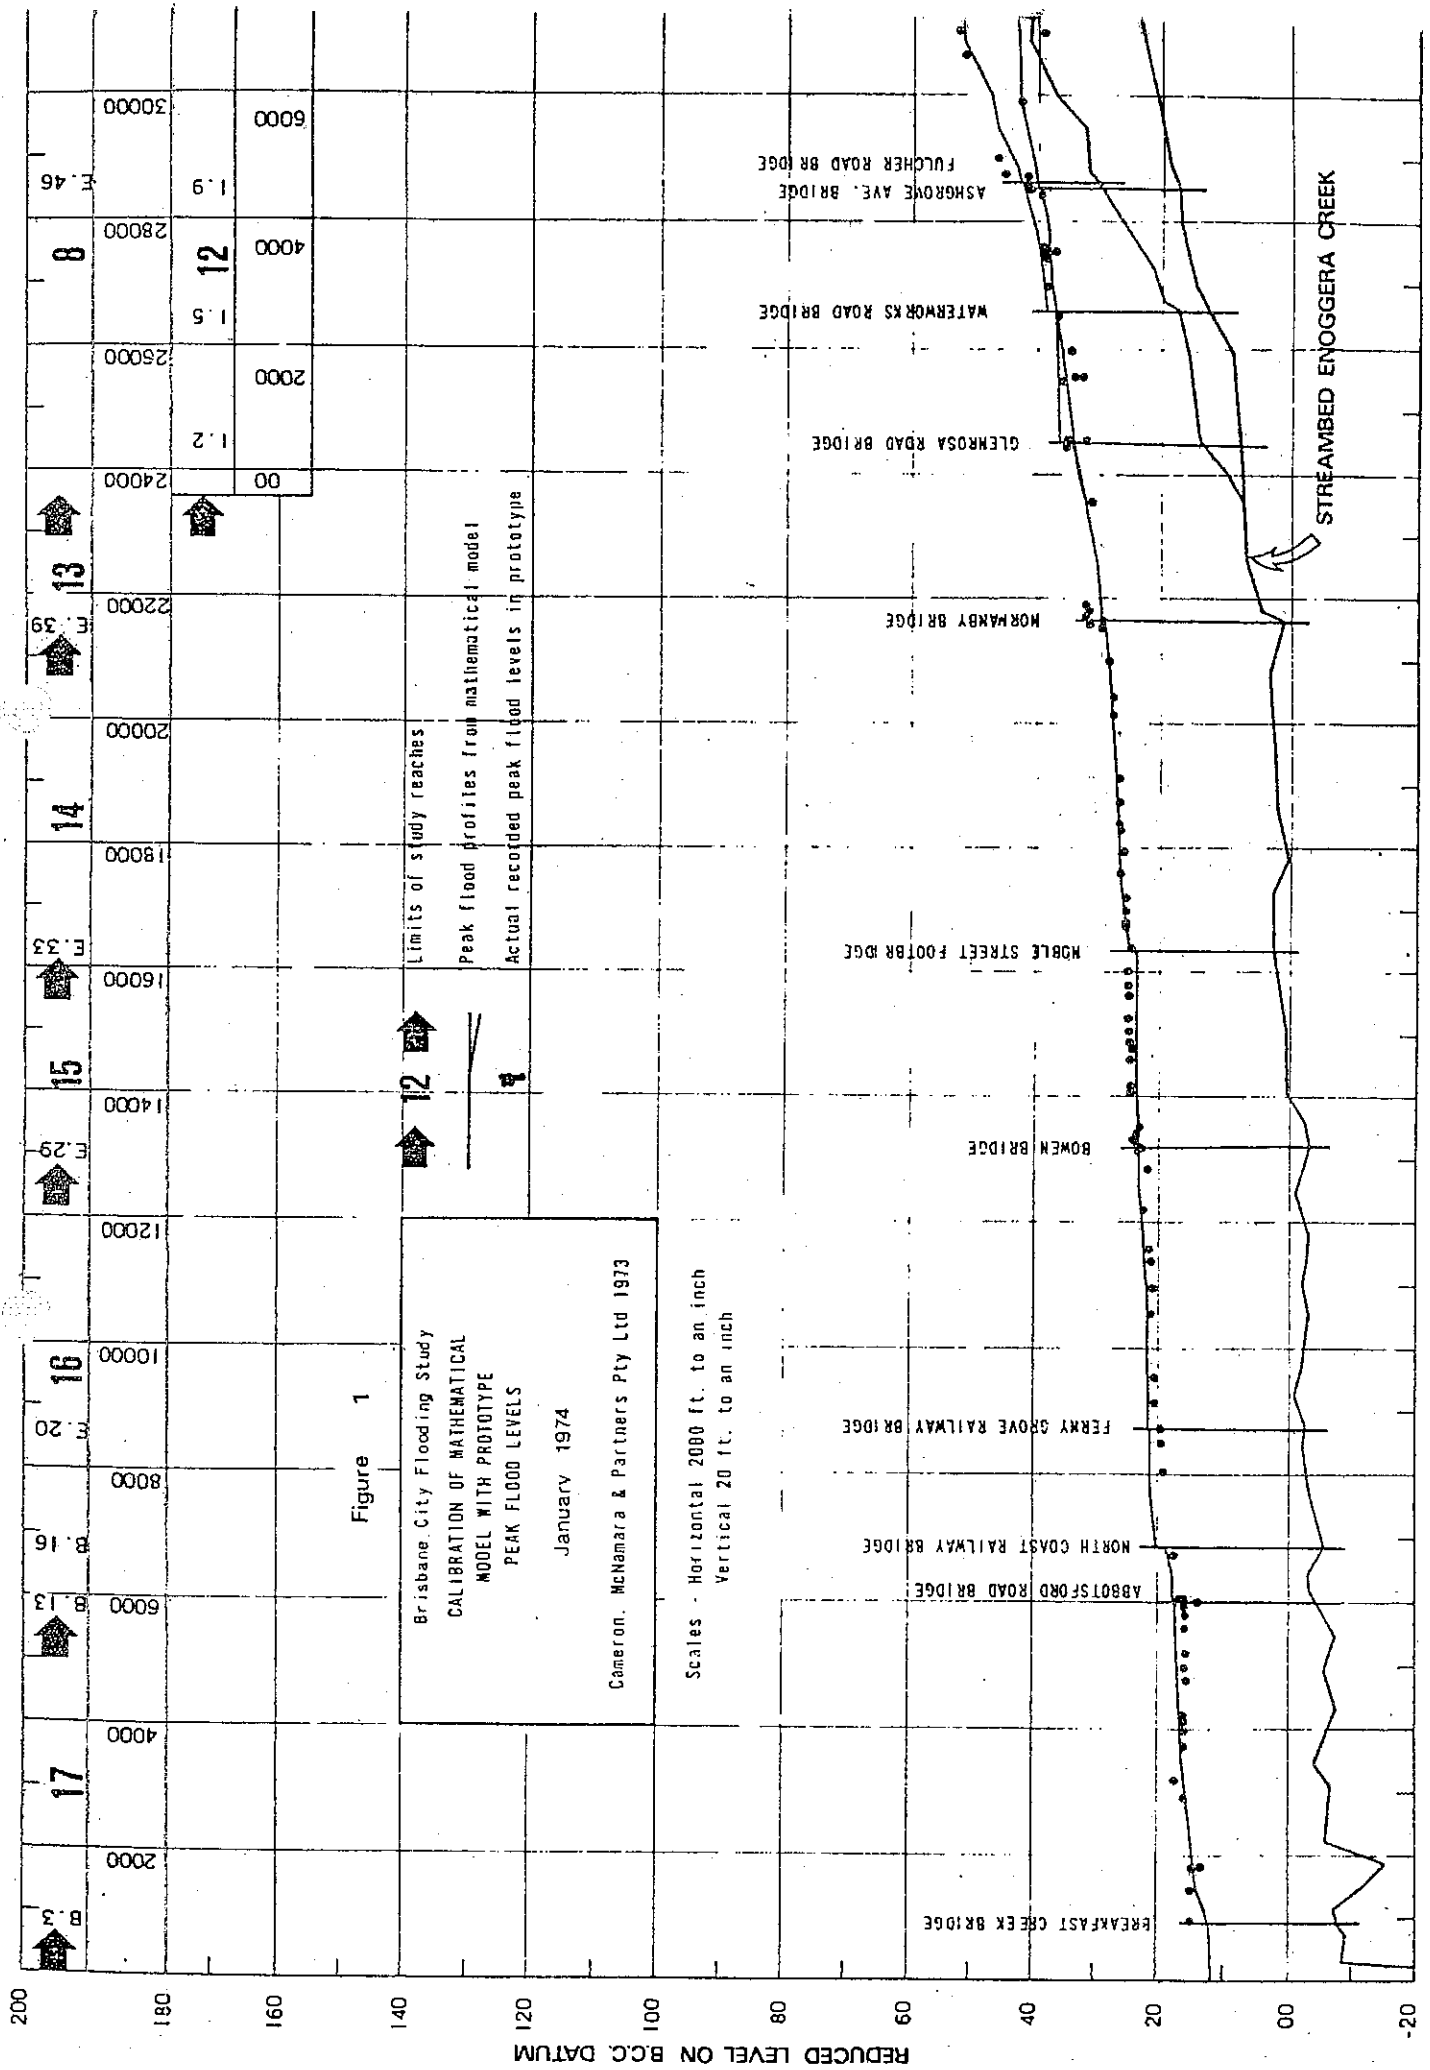 8
13
14
15
16
17
E.46
E.39
E.33
E.29
E.20
B.16
B.13
B.3
30000
28000
26000
24000
22000
20000
18000
16000
14000
12000
10000
8000
6000
4000
2000
1.9
12
1.5
1.2
6000
4000
2000
00
12
Limits of study reaches
Peak flood profiles from mathematical model
Actual recorded peak flood levels in prototype
Figure 1
Brisbane City Flooding Study
CALIBRATION OF MATHEMATICAL
MODEL WITH PROTOTYPE
PEAK FLOOD LEVELS
January 1974
Cameron. McNamara & Partners Pty Ltd 1973
Scales - Horizontal 2000 ft. to an inch
Vertical 20 ft. to an inch
FULCHER ROAD BRIDGE
ASHGROVE AVE. BRIDGE
WATERWORKS ROAD BRIDGE
GLENROSA ROAD BRIDGE
NORMANBY BRIDGE
NOBLE STREET FOOTBRIDGE
BOWEN BRIDGE
FERNY GROVE RAILWAY BRIDGE
NORTH COAST RAILWAY BRIDGE
ABBOTSFORD ROAD BRIDGE
BREAKFAST CREEK BRIDGE
STREAMBED ENOGGERA CREEK
200
180
160
140
120
100
80
60
40
20
00
-20
REDUCED LEVEL ON B.C.C. DATUM